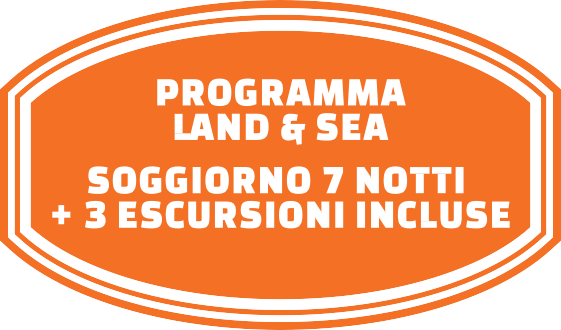 PROGRAMMA
LAND & SEA
SOGGIORNO 7 NOTTI
+ 3 ESCURSIONI INCLUSE